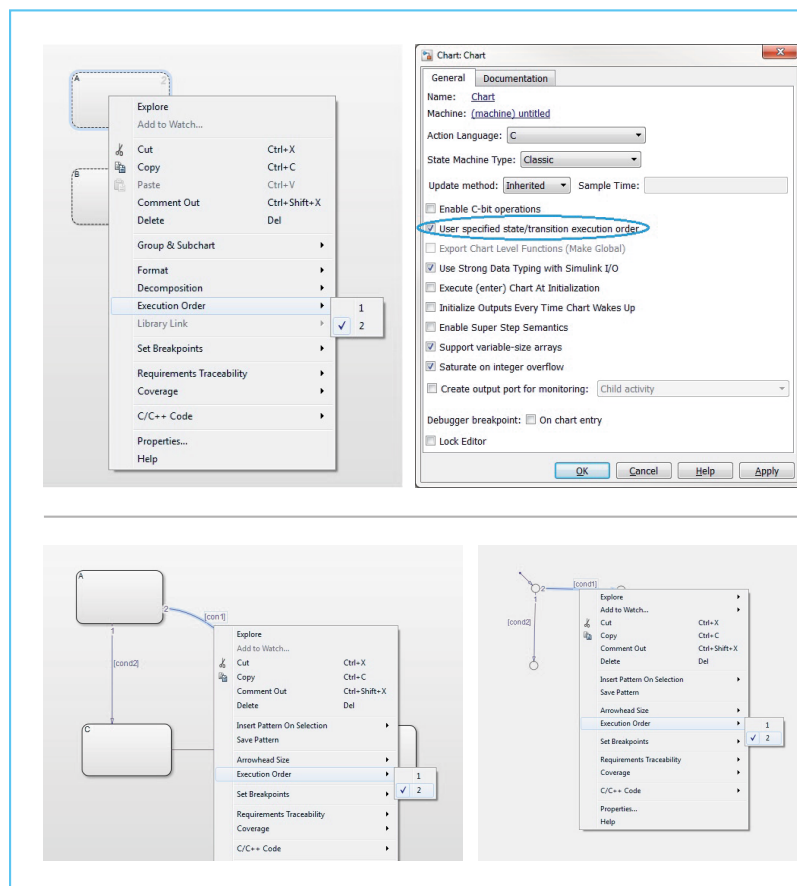 A
2
Explore
Add to Watch...
Cut Ctrl+X
Copy Ctrl+C
B
Paste Ctrl+V
Comment Out Ctrl+Shift+X
Delete Del
Group & Subchart
Format
Decomposition
Execution Order
1
Library Link
✓ 2
Set Breakpoints
Requirements Traceability
Coverage
C/C++ Code
Properties...
Help
Chart: Chart
General Documentation
Name: Chart
Machine: (machine) untitled
Action Language: C
State Machine Type: Classic
Update method: Inherited Sample Time:
Enable C-bit operations
User specified state/transition execution order
Export Chart Level Functions (Make Global)
Use Strong Data Typing with Simulink I/O
Execute (enter) Chart At Initialization
Initialize Outputs Every Time Chart Wakes Up
Enable Super Step Semantics
Support variable-size arrays
Saturate on integer overflow
Create output port for monitoring: Child activity
Debugger breakpoint: On chart entry
Lock Editor
OK Cancel Help Apply
A
2
[con1]
1
[cond2]
C
Explore
Add to Watch...
Cut Ctrl+X
Copy Ctrl+C
Comment Out Ctrl+Shift+X
Delete Del
Insert Pattern On Selection
Save Pattern
Arrowhead Size
Execution Order
1
Set Breakpoints
✓ 2
Requirements Traceability
Coverage
C/C++ Code
2
[cond1]
1
[cond2]
Explore
Add to Watch...
Cut Ctrl+X
Copy Ctrl+C
Comment Out Ctrl+Shift+X
Delete Del
Insert Pattern On Selection
Save Pattern
Arrowhead Size
Execution Order
1
Set Breakpoints
✓ 2
Requirements Traceability
Coverage
C/C++ Code
Properties...
Help